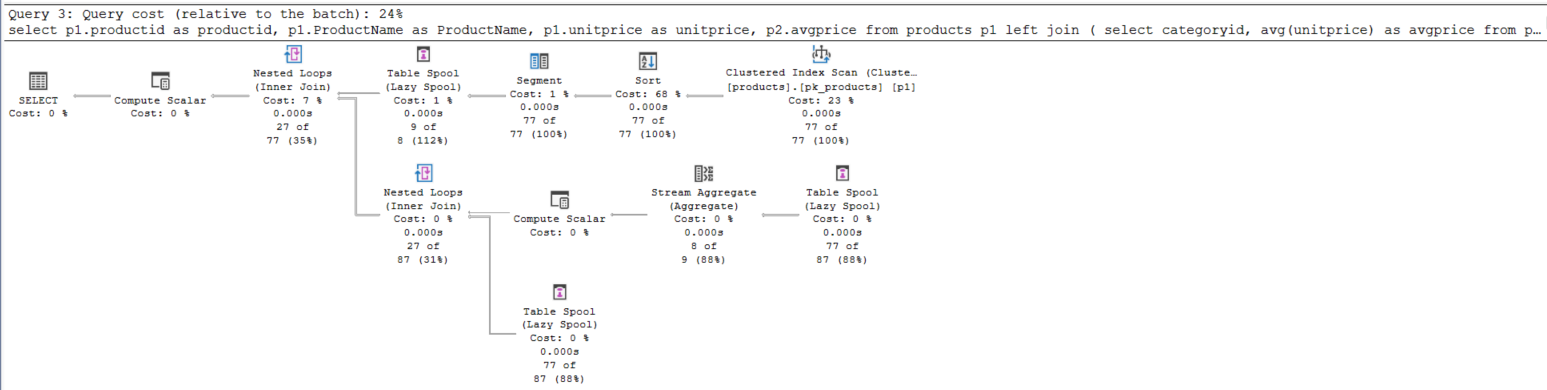 Query 3: Query cost (relative to the batch): 24%
select p1.productid as productid, p1.ProductName as ProductName, p1.unitprice as unitprice, p2.avgprice from products p1 left join ( select categoryid, avg(unitprice) as avgprice from p…
SELECT
Cost: 0 %
Compute Scalar
Cost: 0 %
Nested Loops
(Inner Join)
Cost: 7 %
0.000s
27 of
77 (35%)
Table Spool
(Lazy Spool)
Cost: 1 %
0.000s
9 of
8 (112%)
Segment
Cost: 1 %
0.000s
77 of
77 (100%)
Sort
Cost: 68 %
0.000s
77 of
77 (100%)
Clustered Index Scan (Cluste…
[products].[pk_products] [p1]
Cost: 23 %
0.000s
77 of
77 (100%)
Nested Loops
(Inner Join)
Cost: 0 %
0.000s
27 of
87 (31%)
Compute Scalar
Cost: 0 %
Stream Aggregate
(Aggregate)
Cost: 0 %
0.000s
8 of
9 (88%)
Table Spool
(Lazy Spool)
Cost: 0 %
0.000s
77 of
87 (88%)
Table Spool
(Lazy Spool)
Cost: 0 %
0.000s
77 of
87 (88%)